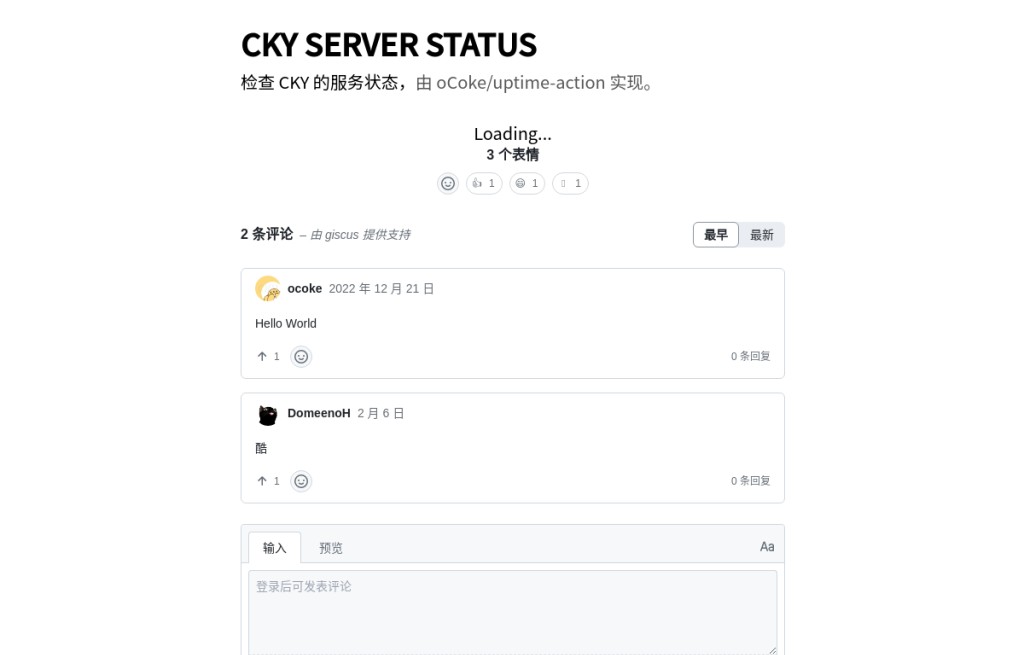 CKY SERVER STATUS
检查 CKY 的服务状态，由 oCoke/uptime-action 实现。
Loading...
3 个表情
1 1 1
2 条评论 – 由 giscus 提供支持 最早 最新
ocoke 2022 年 12 月 21 日
Hello World
1 0 条回复
DomeenoH 2 月 6 日
酷
1 0 条回复
输入 预览 Aa
登录后可发表评论